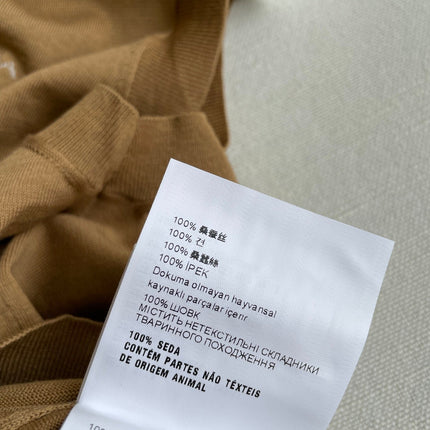 100% 桑蠶丝
100% 견
100% 桑蠶絲
100% İPEK
Dokuma olmayan hayvansal
kaynaklı parçalar içerir
100% ШОВК
МІСТИТЬ НЕТЕКСТИЛЬНІ СКЛАДНИКИ
ТВАРИННОГО ПОХОДЖЕННЯ
100% SEDA
CONTÉM PARTES NÃO TÊXTEIS
DE ORIGEM ANIMAL